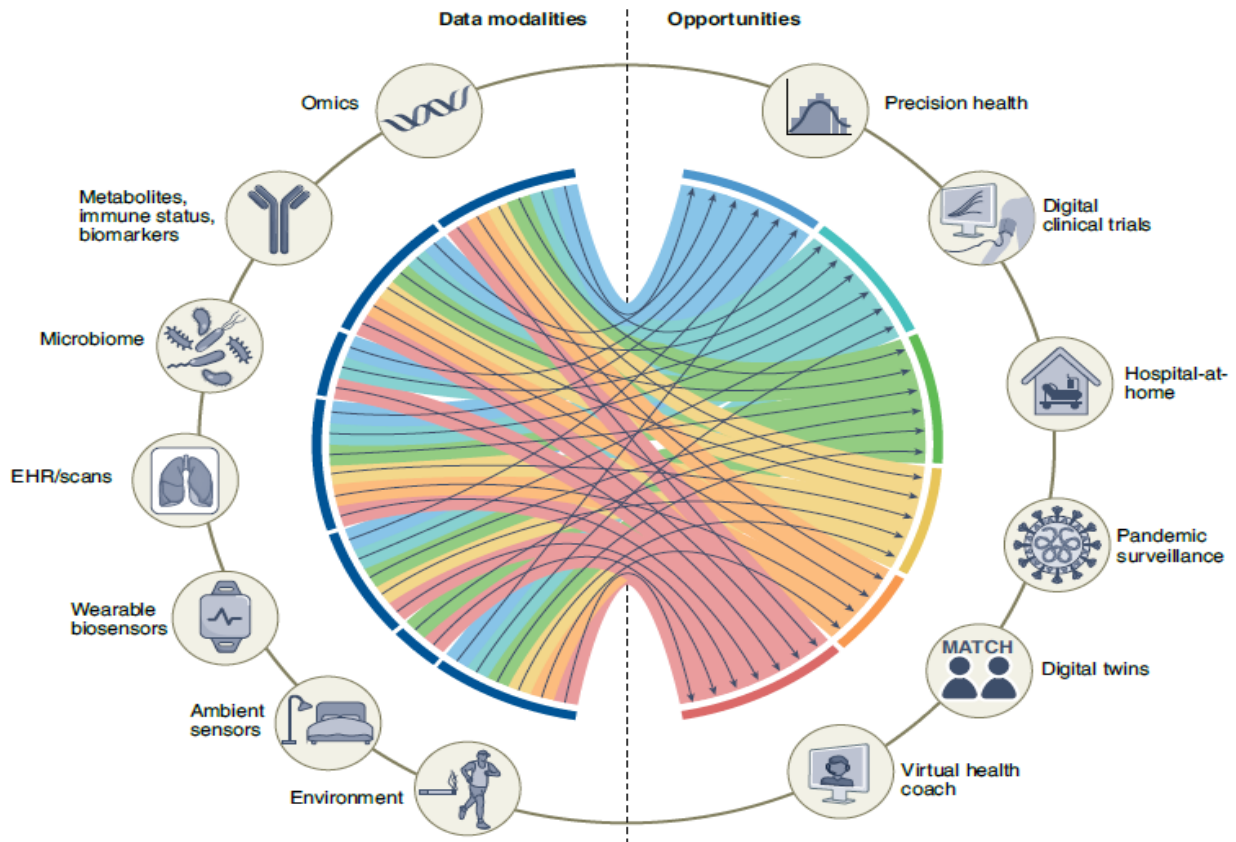 Data modalities
Opportunities
Omics
Metabolites,
immune status,
biomarkers
Microbiome
EHR/scans
Wearable
biosensors
Ambient
sensors
Environment
Precision health
Digital
clinical trials
Hospital-at-
home
Pandemic
surveillance
MATCH
Digital twins
Virtual health
coach